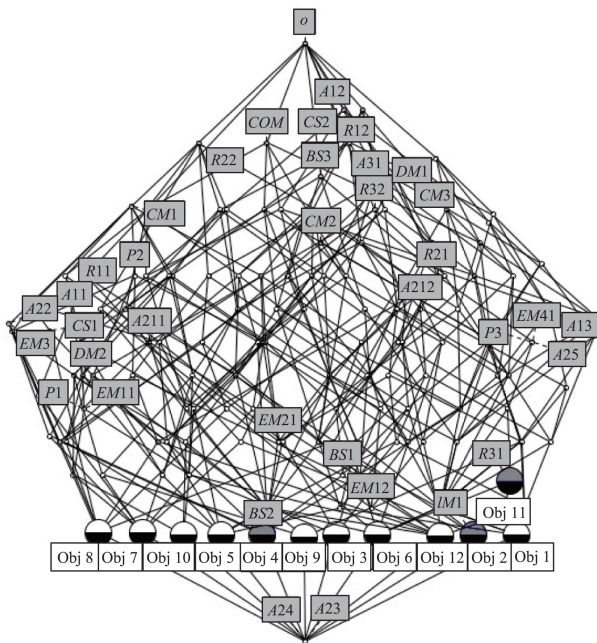 o
A12
COM
CS2
R12
R22
BS3
A31
DM1
R32
CM3
CM1
CM2
P2
R21
R11
A212
A11
A22
CS1
A211
EM41
A13
EM3
P3
DM2
A25
P1
EM11
EM21
BS1
R31
EM12
IM1
BS2
Obj 11
Obj 8 Obj 7 Obj 10 Obj 5 Obj 4 Obj 9 Obj 3 Obj 6 Obj 12 Obj 2 Obj 1
A24 A23